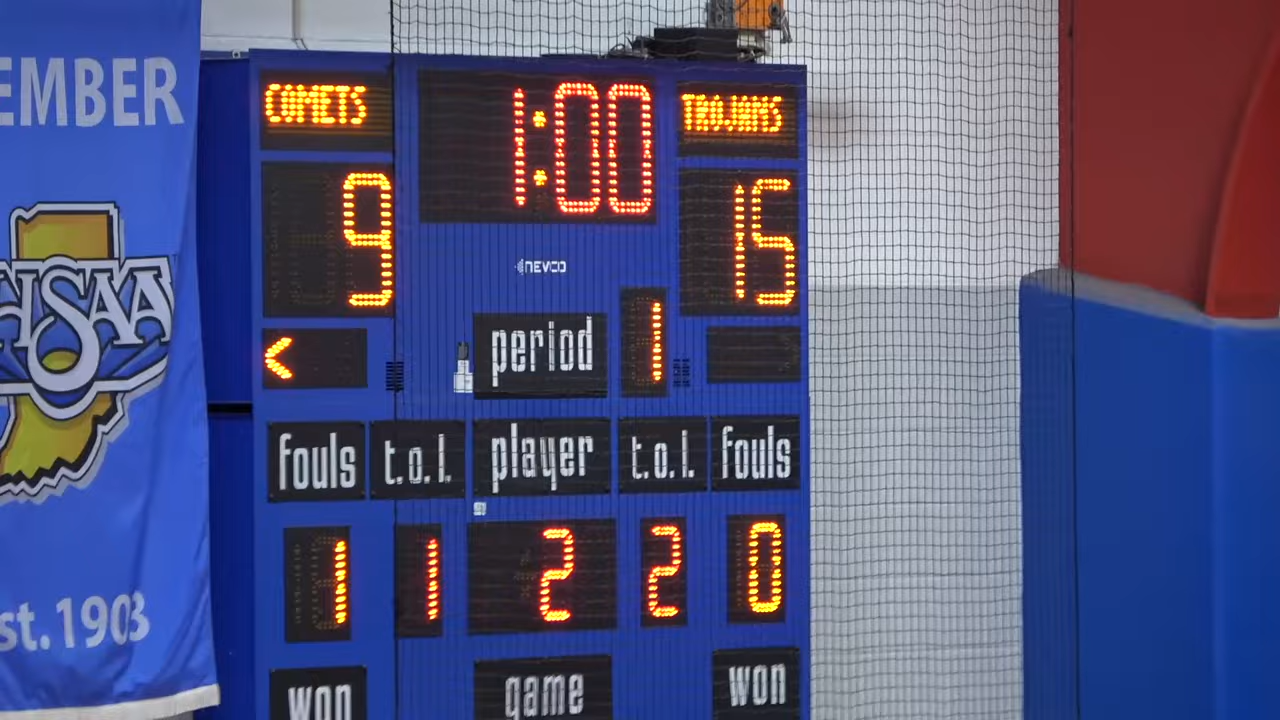 EMBER
IHSAA
st. 1903
COMETS 1:00 TROJANS
9 15
NEVCO
< period 1
fouls t.o.l. player t.o.l. fouls
1 1 2 2 0
won game won